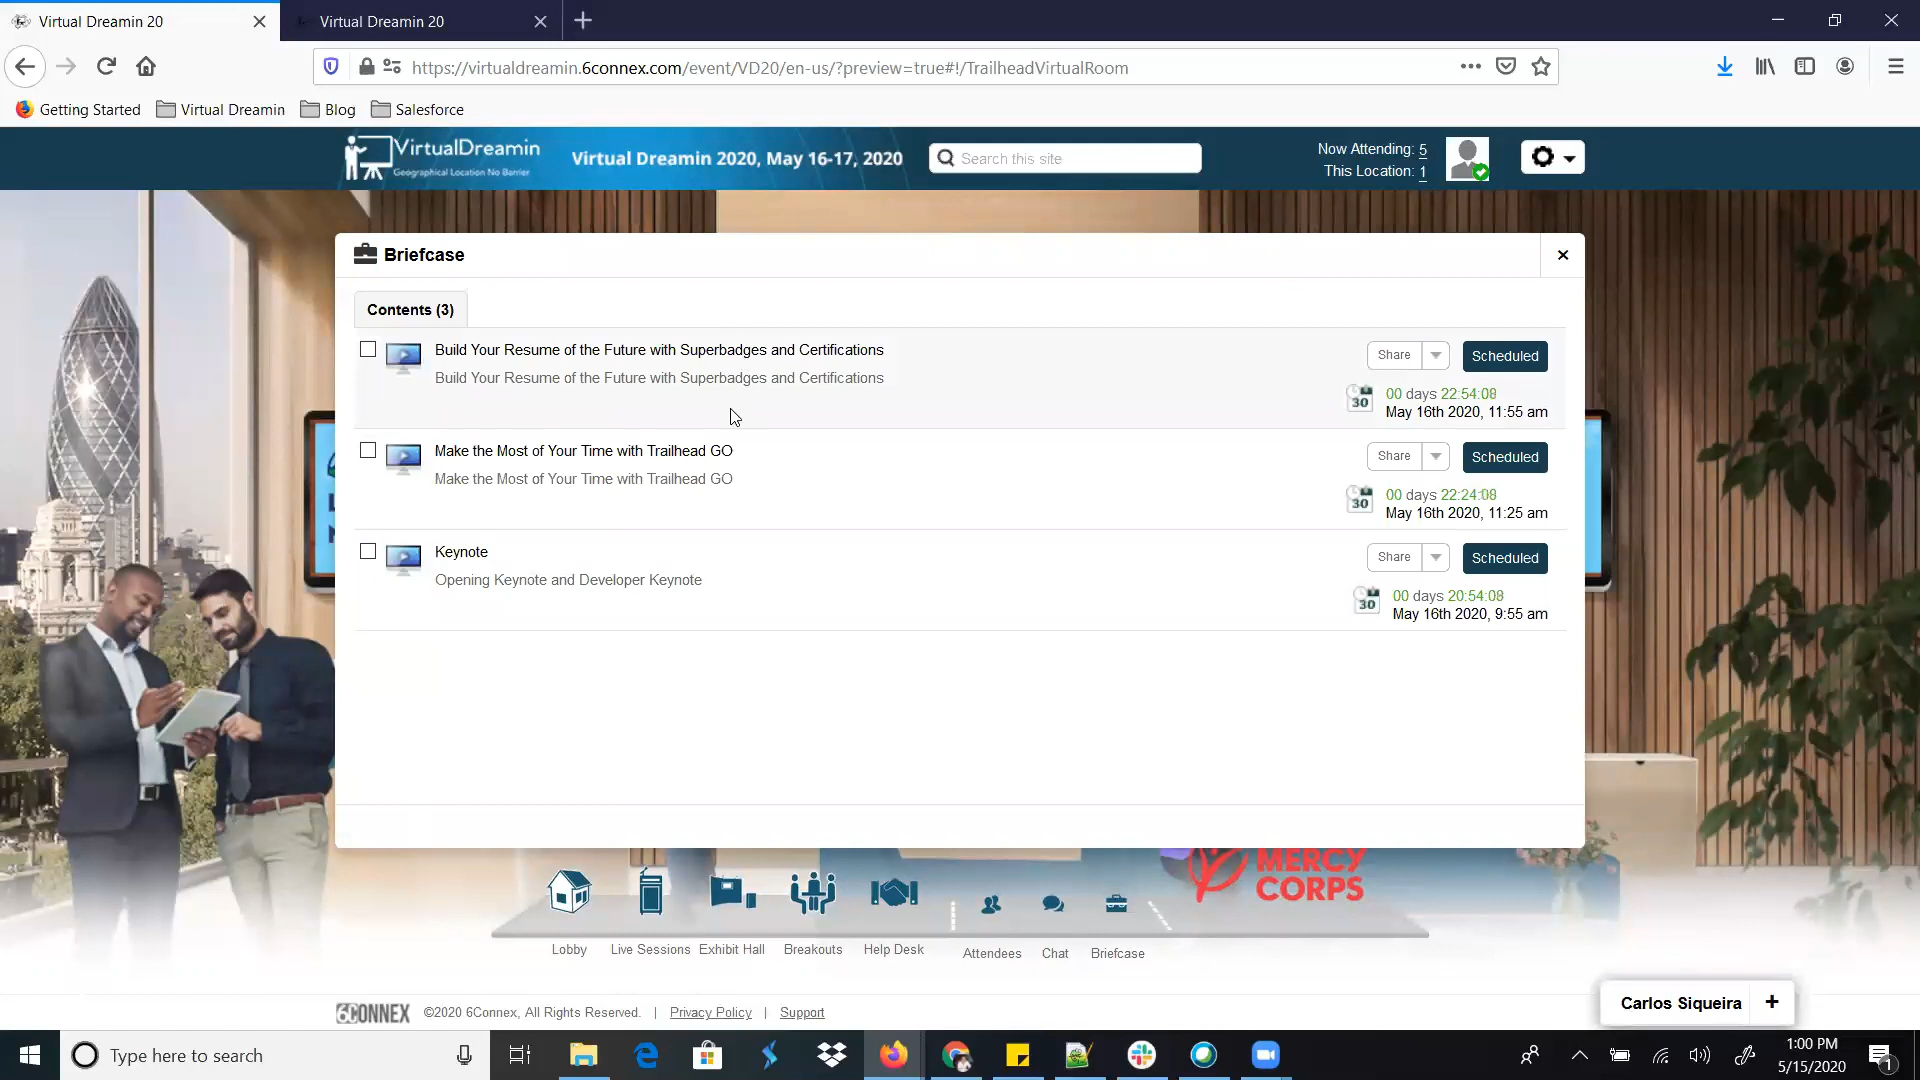 Virtual Dreamin 20
Virtual Dreamin 20
https://virtualdreamin.6connex.com/event/VD20/en-us/?preview=true#!/TrailheadVirtualRoom
Getting Started
Virtual Dreamin
Blog
Salesforce
VirtualDreamin
Geographical Location No Barrier
Virtual Dreamin 2020, May 16-17, 2020
Search this site
Now Attending: 5
This Location: 1
Briefcase
Contents (3)
Build Your Resume of the Future with Superbadges and Certifications
Build Your Resume of the Future with Superbadges and Certifications
Share
Scheduled
30
00 days 22:54:08
May 16th 2020, 11:55 am
Make the Most of Your Time with Trailhead GO
Make the Most of Your Time with Trailhead GO
Share
Scheduled
30
00 days 22:24:08
May 16th 2020, 11:25 am
Keynote
Opening Keynote and Developer Keynote
Share
Scheduled
30
00 days 20:54:08
May 16th 2020, 9:55 am
MERCY
CORPS
Lobby
Live Sessions
Exhibit Hall
Breakouts
Help Desk
Attendees
Chat
Briefcase
6CONNEX
©2020 6Connex, All Rights Reserved. | Privacy Policy | Support
Carlos Siqueira
Type here to search
1:00 PM
5/15/2020
1